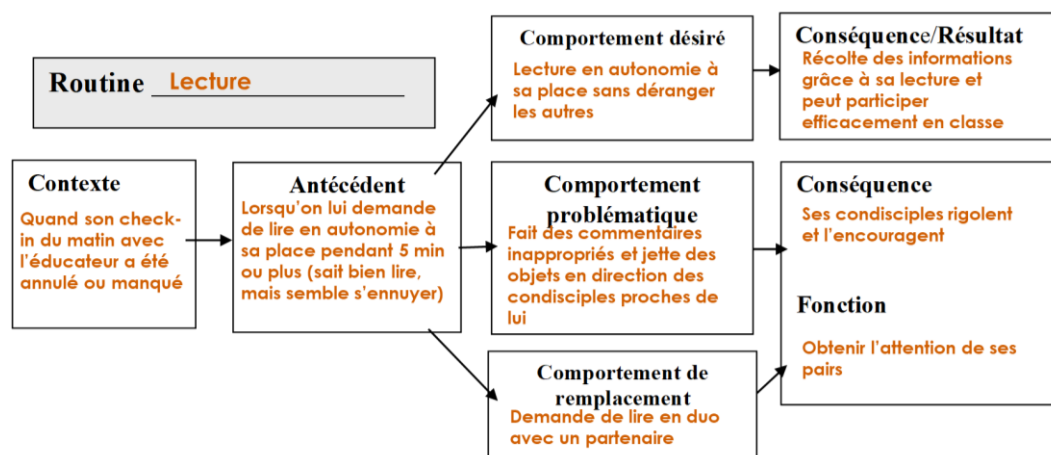 Routine Lecture
Comportement désiré
Lecture en autonomie à
sa place sans déranger
les autres
Conséquence/Résultat
Récolte des informations
grâce à sa lecture et
peut participer
efficacement en classe
Contexte
Quand son check-
in du matin avec
l'éducateur a été
annulé ou manqué
Antécédent
Lorsqu'on lui demande
de lire en autonomie à
sa place pendant 5 min
ou plus (sait bien lire,
mais semble s'ennuyer)
Comportement
problématique
Fait des commentaires
inappropriés et jette des
objets en direction des
condisciples proches de
lui
Conséquence
Ses condisciples rigolent
et l'encouragent
Fonction
Obtenir l'attention de ses
pairs
Comportement de
remplacement
Demande de lire en duo
avec un partenaire